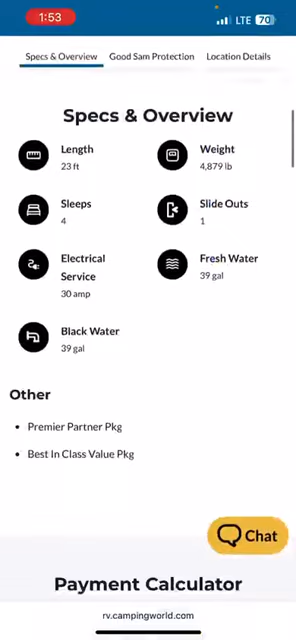 1:53
LTE 70
Specs & Overview Good Sam Protection Location Details
Specs & Overview
Length
23 ft
Weight
4,879 lb
Sleeps
4
Slide Outs
1
Electrical
Service
30 amp
Fresh Water
39 gal
Black Water
39 gal
Other
• Premier Partner Pkg
• Best In Class Value Pkg
Chat
Payment Calculator
rv.campingworld.com